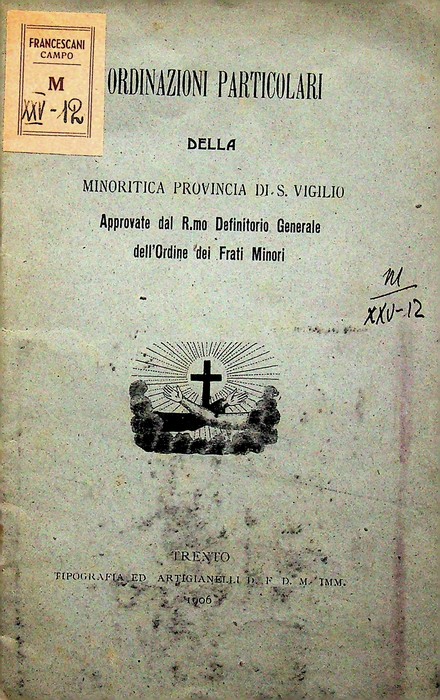 FRANCESCANI
CAMPO
M
XXV-12
ORDINAZIONI PARTICOLARI
DELLA
MINORITICA PROVINCIA DI S. VIGILIO
Approvate dal R.mo Definitorio Generale
dell'Ordine dei Frati Minori
M
XXV-12
TRENTO
TIPOGRAFIA ED ARTIGIANELLI D. F. D. M. IMM.
1906